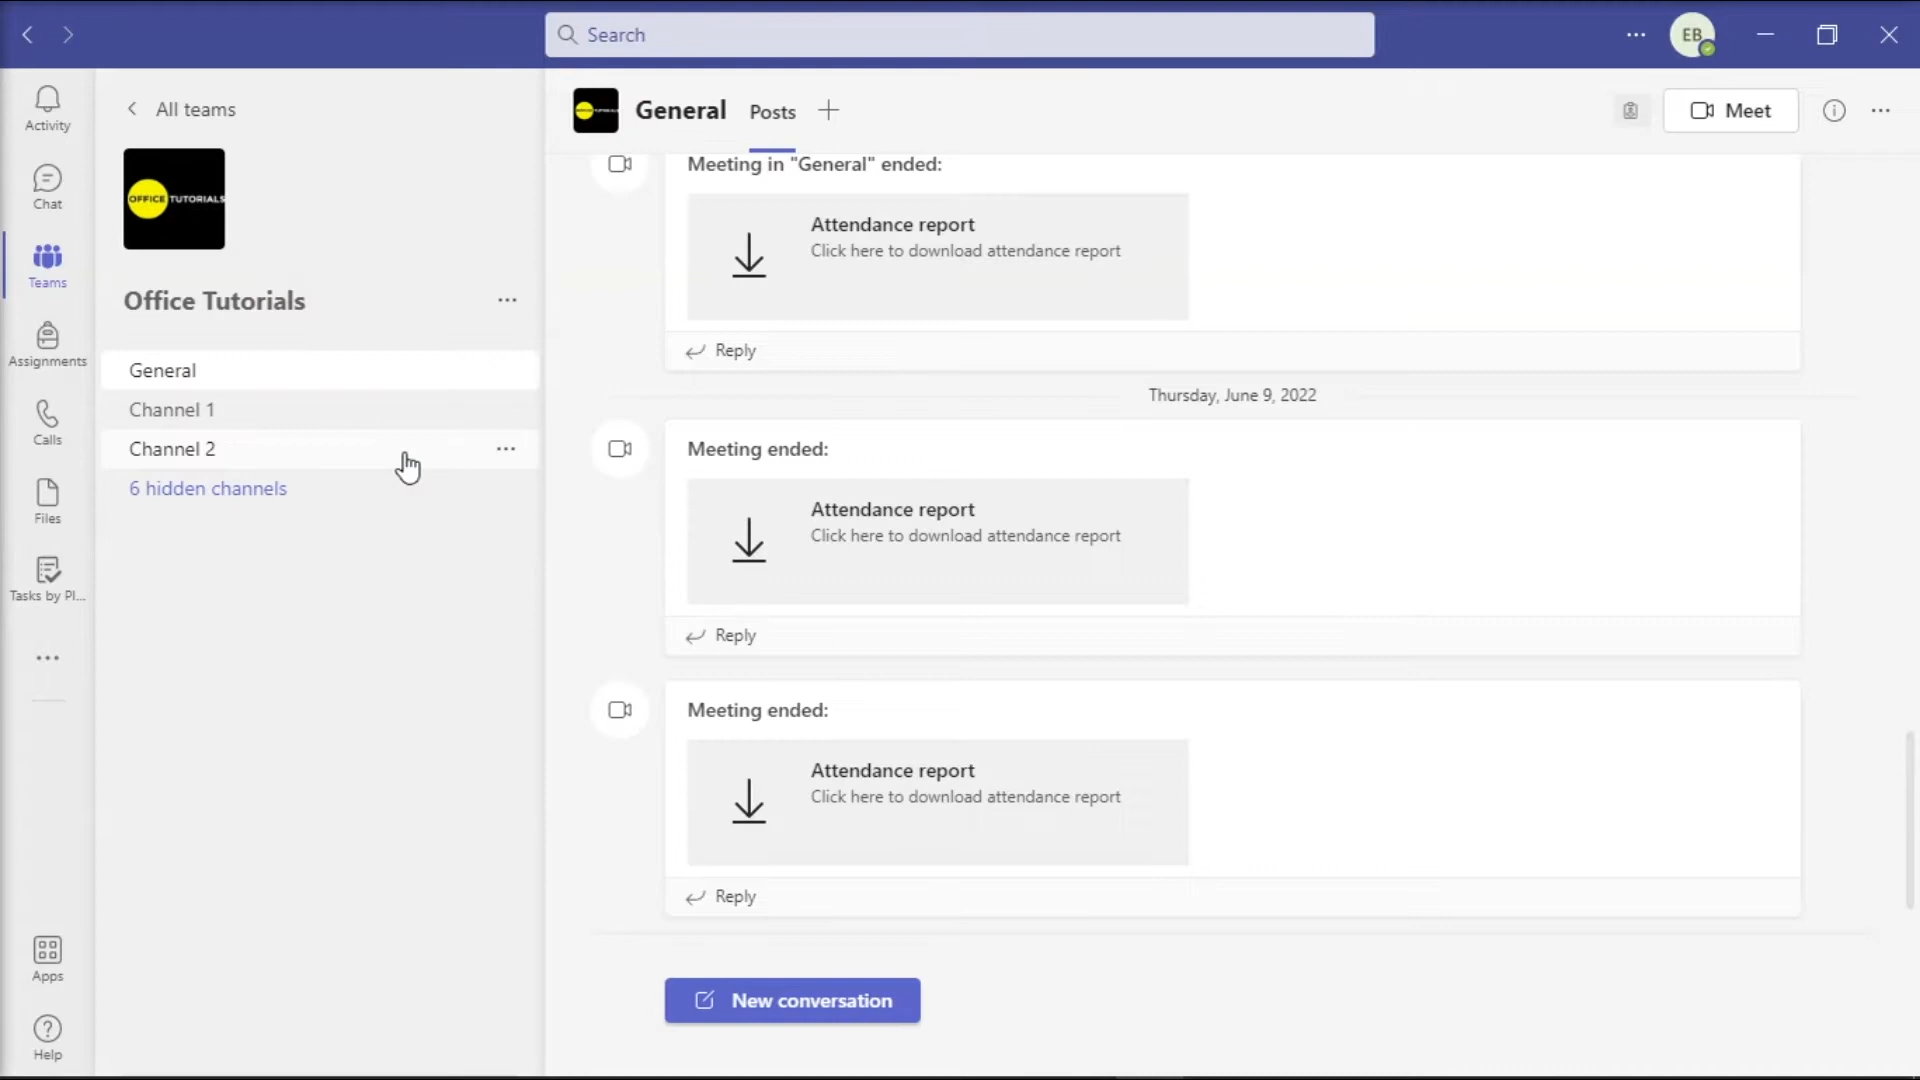 Search
EB
Activity
Chat
Teams
Assignments
Calls
Files
Tasks by Pl...
Apps
Help
All teams
OFFICE TUTORIALS
Office Tutorials
General
Channel 1
Channel 2
6 hidden channels
General
Posts
Meet
Meeting in "General" ended:
Attendance report
Click here to download attendance report
Reply
Thursday, June 9, 2022
Meeting ended:
Attendance report
Click here to download attendance report
Reply
Meeting ended:
Attendance report
Click here to download attendance report
Reply
New conversation